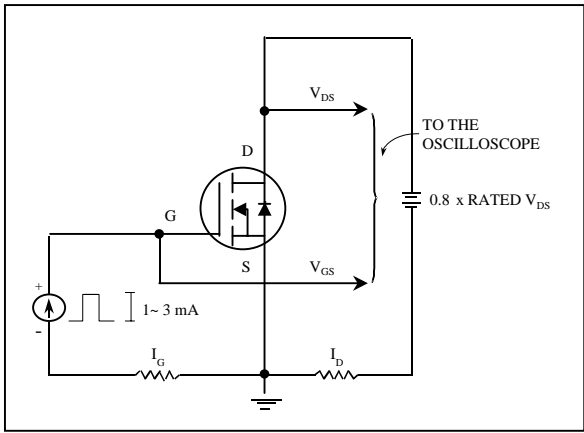 V_DS
TO THE
OSCILLOSCOPE
D
0.8 x RATED V_DS
G
S
V_GS
+
1~ 3 mA
-
I_G
I_D